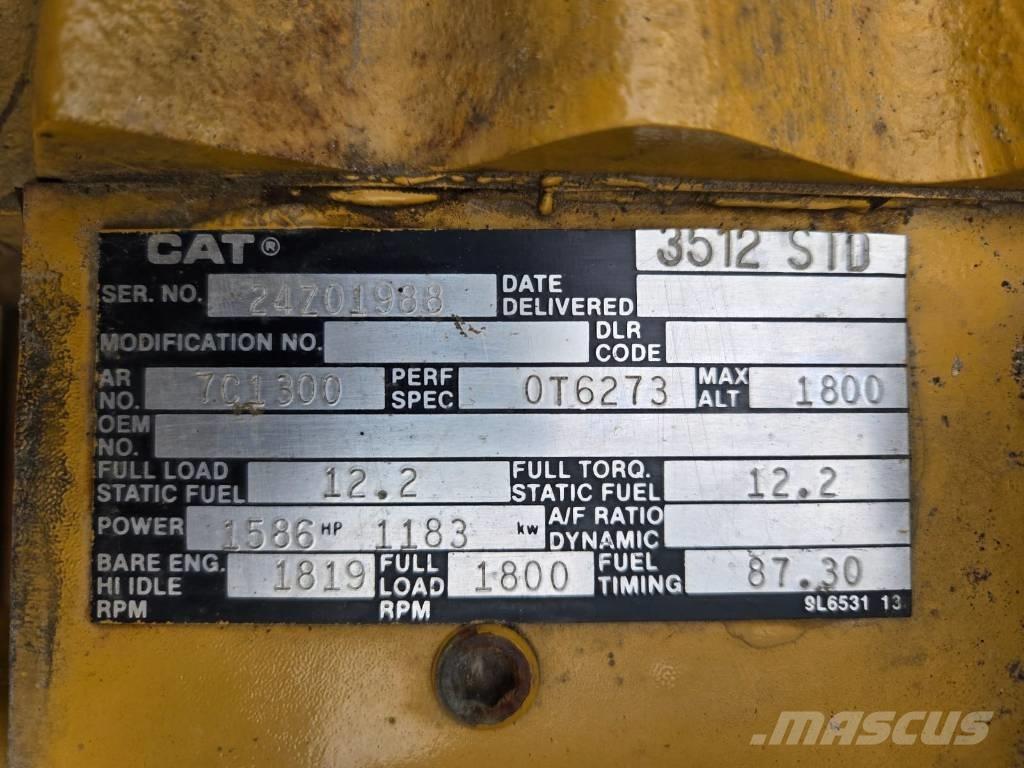 CAT® 3512 STD
SER. NO. 24Z01988 DATE DELIVERED
MODIFICATION NO. DLR CODE
AR NO. 7C1300 PERF SPEC 0T6273 MAX ALT 1800
OEM NO.
FULL LOAD STATIC FUEL 12.2 FULL TORQ. STATIC FUEL 12.2
POWER 1586 HP 1183 kw A/F RATIO DYNAMIC
BARE ENG. HI IDLE RPM 1819 FULL LOAD RPM 1800 FUEL TIMING 87.30
9L6531 13
MASCUS